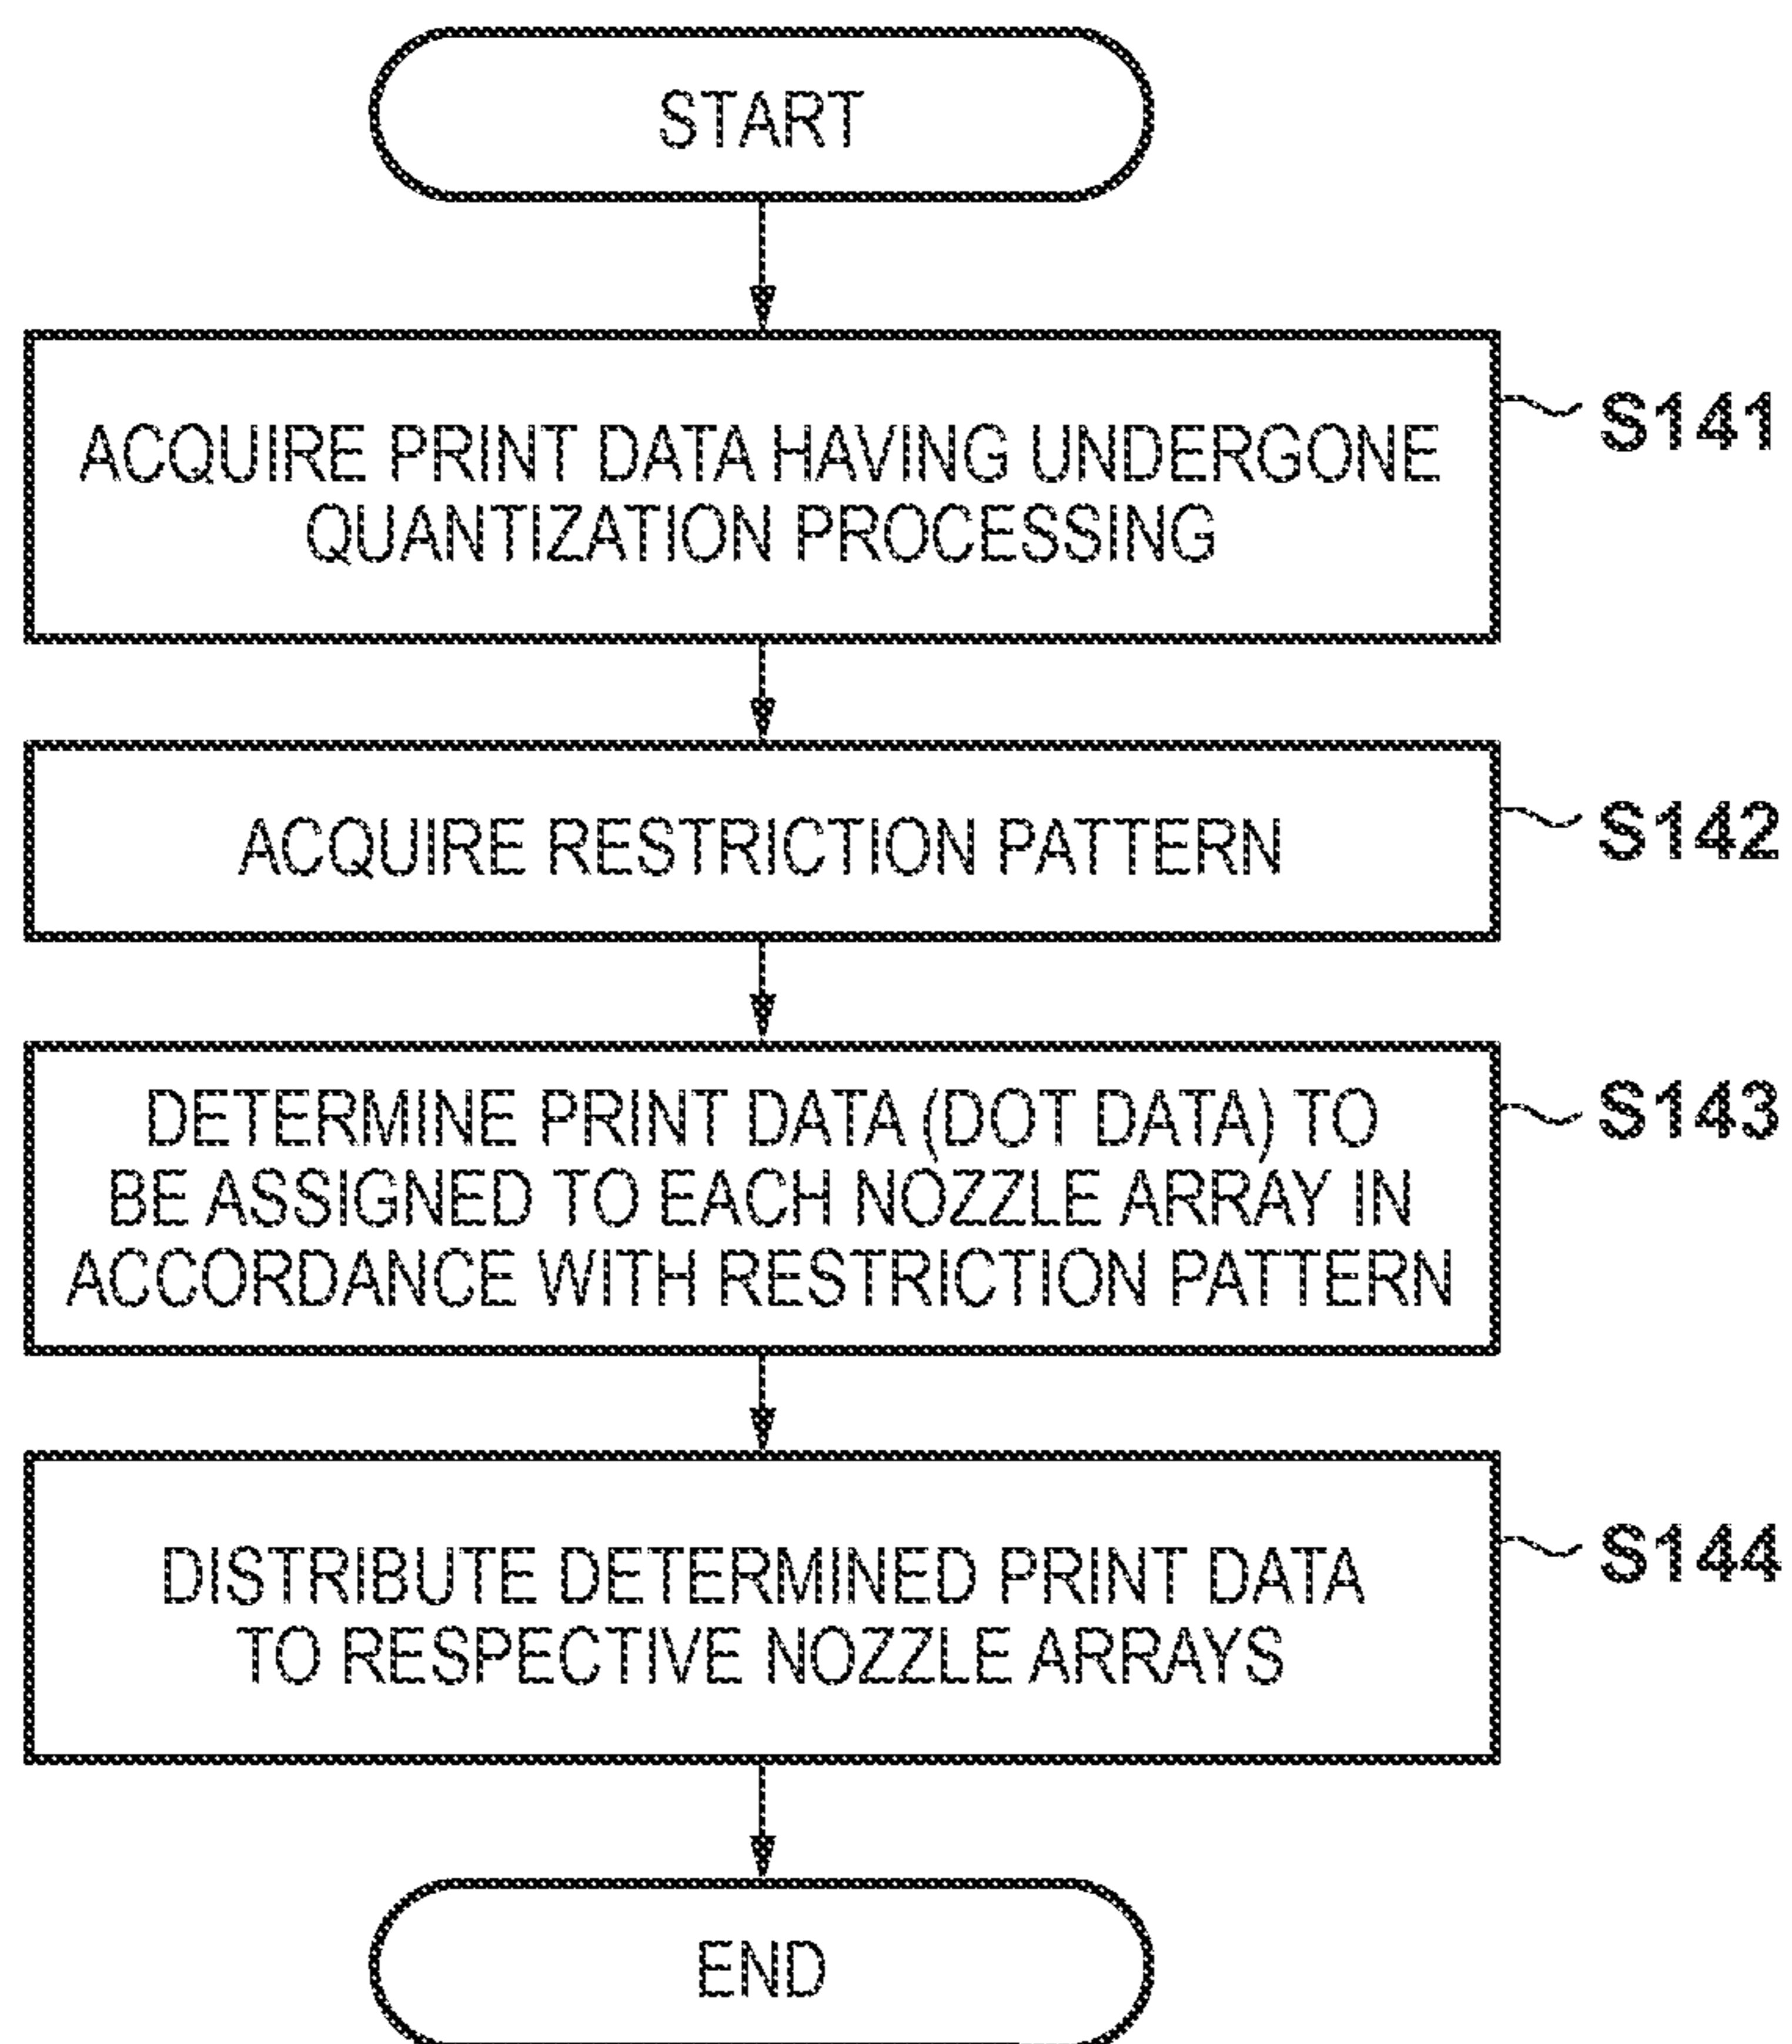 START
ACQUIRE PRINT DATA HAVING UNDERGONE
QUANTIZATION PROCESSING
S141
ACQUIRE RESTRICTION PATTERN
S142
DETERMINE PRINT DATA (DOT DATA) TO
BE ASSIGNED TO EACH NOZZLE ARRAY IN
ACCORDANCE WITH RESTRICTION PATTERN
S143
DISTRIBUTE DETERMINED PRINT DATA
TO RESPECTIVE NOZZLE ARRAYS
S144
END